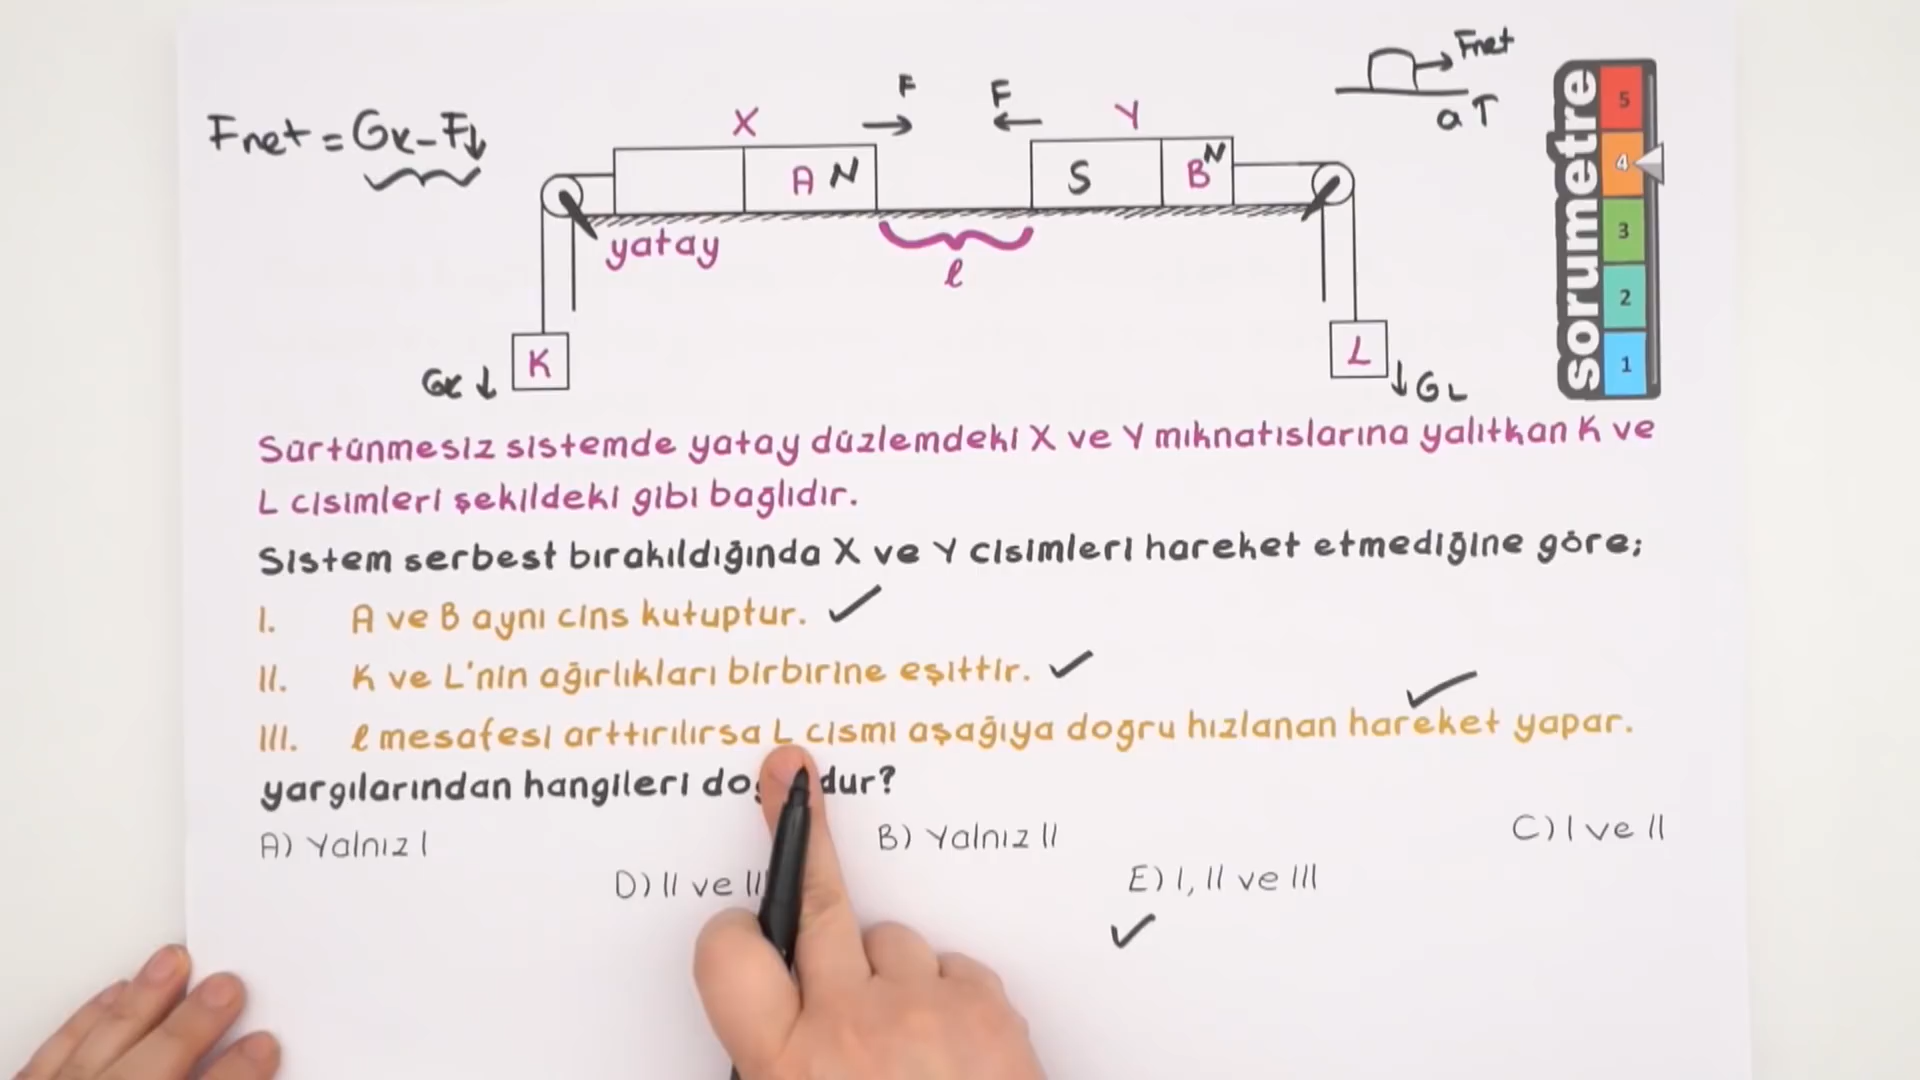 Fnet = GK - F↓
X
F
F
Y
Fnet
a T
A N
S
B N
yatay
l
K
GK ↓
L
↓ GL
sorumetre
5
4
3
2
1
Sürtünmesiz sistemde yatay düzlemdeki X ve Y mıknatıslarına yalıtkan K ve
L cisimleri şekildeki gibi bağlıdır.
Sistem serbest bırakıldığında X ve Y cisimleri hareket etmediğine göre;
I. A ve B aynı cins kutuptur. ✓
II. K ve L'nin ağırlıkları birbirine eşittir. ✓
III. l mesafesi arttırılırsa L cismi aşağıya doğru hızlanan hareket yapar. ✓
yargılarından hangileri
A) Yalnız I
B) Yalnız II
C) I ve II
D) II ve
E) I, II ve III
✓